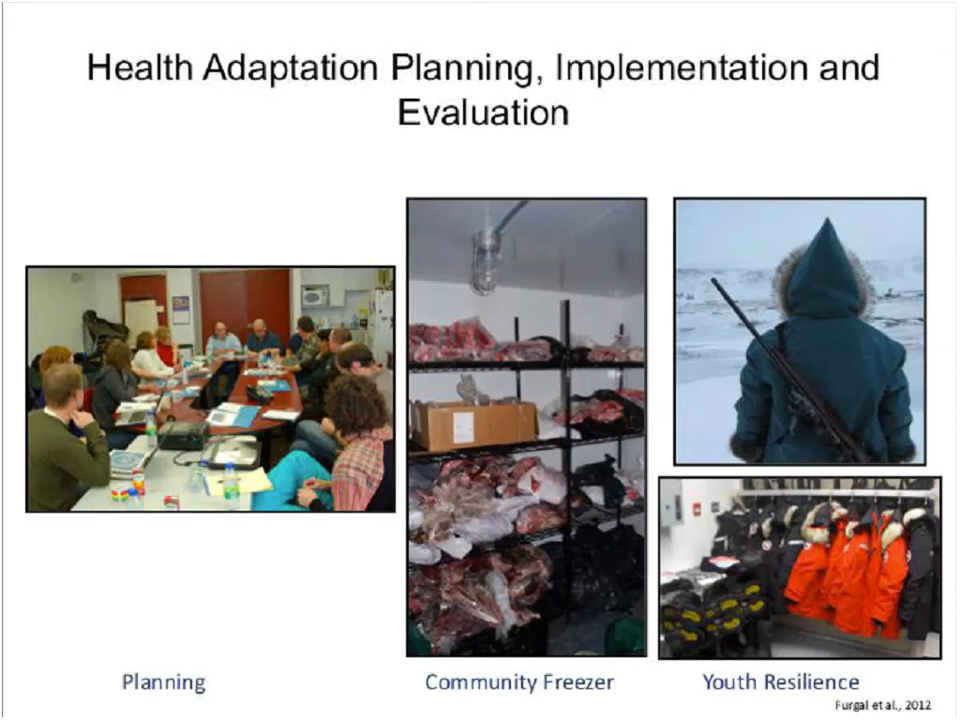 Health Adaptation Planning, Implementation and
Evaluation
Planning
Community Freezer
Youth Resilience
Furgal et al., 2012